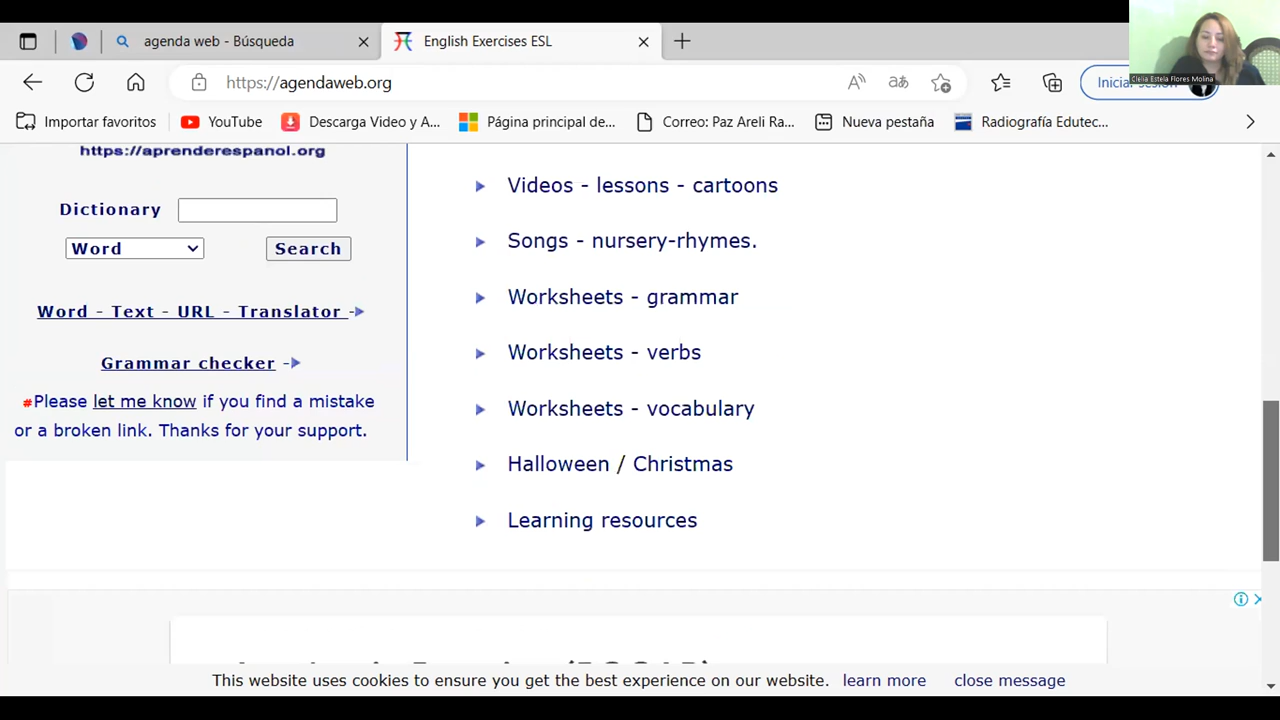 agenda web - Búsqueda
English Exercises ESL
Clelia Estela Flores Molina
https://agendaweb.org
Iniciar sesión
Importar favoritos
YouTube
Descarga Video y A...
Página principal de...
Correo: Paz Areli Ra...
Nueva pestaña
Radiografía Edutec...
https://aprenderespanol.org
Dictionary
Word
Search
Word - Text - URL - Translator ->
Grammar checker ->
#Please let me know if you find a mistake
or a broken link. Thanks for your support.
Videos - lessons - cartoons
Songs - nursery-rhymes.
Worksheets - grammar
Worksheets - verbs
Worksheets - vocabulary
Halloween / Christmas
Learning resources
This website uses cookies to ensure you get the best experience on our website. learn more close message